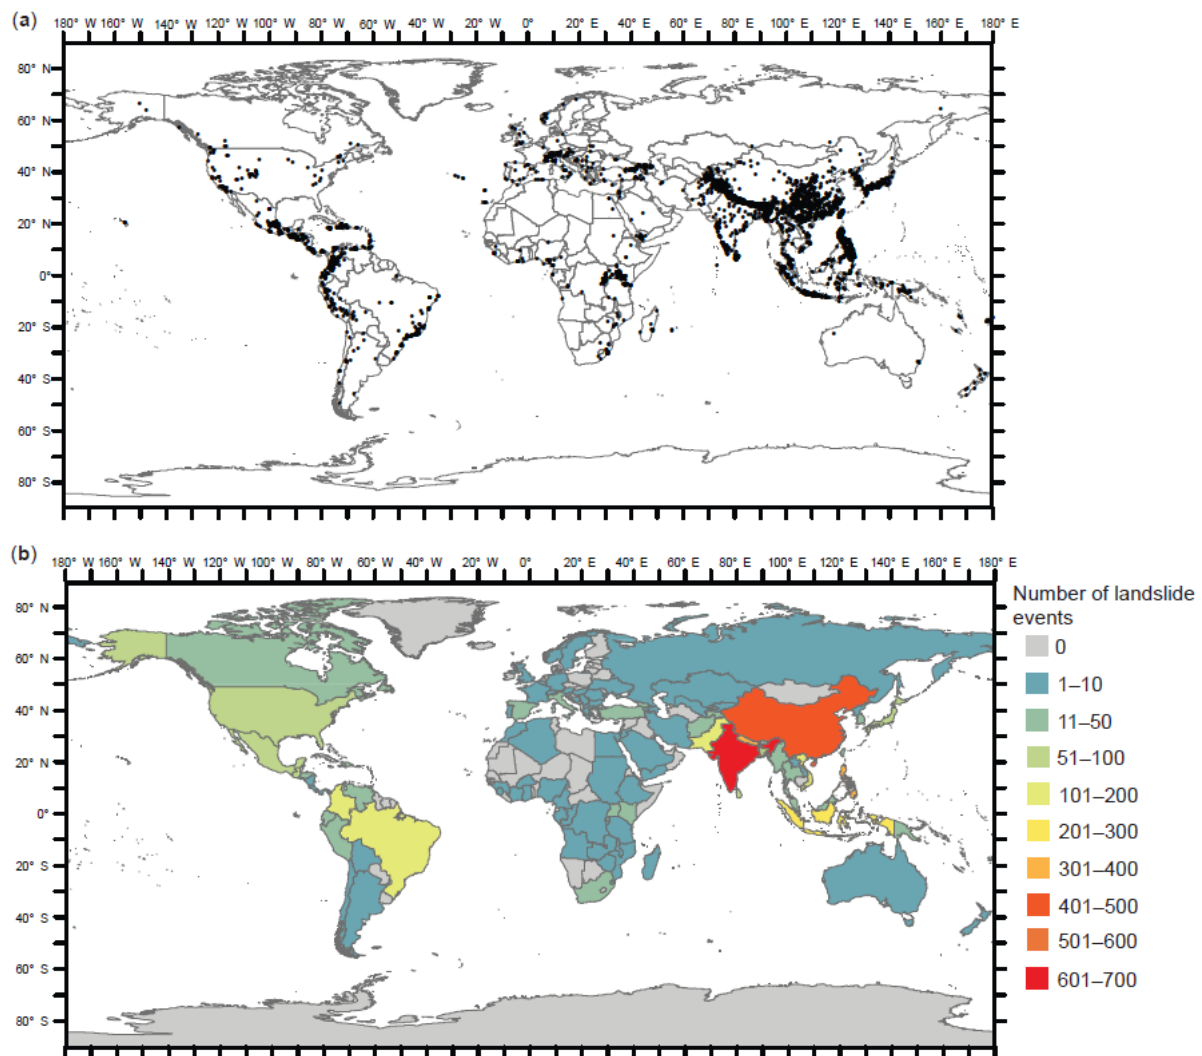 (a)
180° W 160° W 140° W 120° W 100° W 80° W 60° W 40° W 20° W 0° 20° E 40° E 60° E 80° E 100° E 120° E 140° E 160° E 180° E
80° N
60° N
40° N
20° N
0°
20° S
40° S
60° S
80° S
(b)
180° W 160° W 140° W 120° W 100° W 80° W 60° W 40° W 20° W 0° 20° E 40° E 60° E 80° E 100° E 120° E 140° E 160° E 180° E
80° N
60° N
40° N
20° N
0°
20° S
40° S
60° S
80° S
Number of landslide
events
0
1–10
11–50
51–100
101–200
201–300
301–400
401–500
501–600
601–700